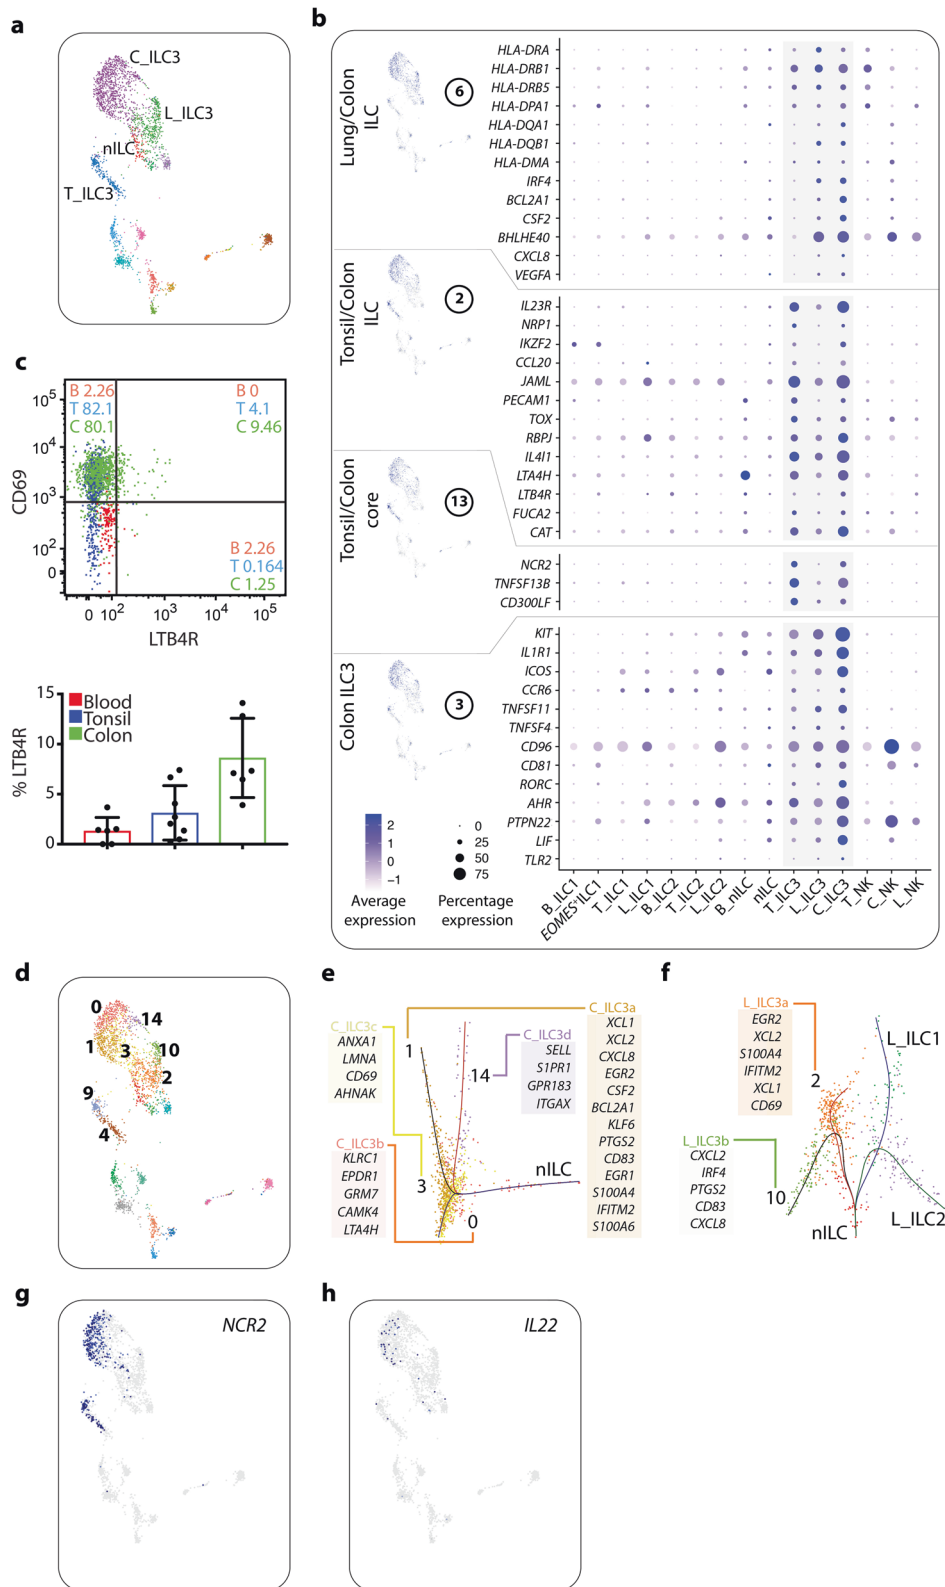 a
C_ILC3
L_ILC3
nILC
T_ILC3
b
Lung/Colon
ILC
6
HLA-DRA
HLA-DRB1
HLA-DRB5
HLA-DPA1
HLA-DQA1
HLA-DQB1
HLA-DMA
IRF4
BCL2A1
CSF2
BHLHE40
CXCL8
VEGFA
Tonsil/Colon
ILC
2
IL23R
NRP1
IKZF2
CCL20
JAML
PECAM1
TOX
RBPJ
IL4I1
LTA4H
LTB4R
FUCA2
CAT
Tonsil/Colon
core
13
NCR2
TNFSF13B
CD300LF
Colon ILC3
3
KIT
IL1R1
ICOS
CCR6
TNFSF11
TNFSF4
CD96
CD81
RORC
AHR
PTPN22
LIF
TLR2
2
1
0
−1
Average
expression
0
25
50
75
Percentage
expression
B_ILC1
EOMES+ILC1
T_ILC1
L_ILC1
B_ILC2
T_ILC2
L_ILC2
B_nILC
nILC
T_ILC3
L_ILC3
C_ILC3
T_NK
C_NK
L_NK
c
B 2.26
T 82.1
C 80.1
B 0
T 4.1
C 9.46
B 2.26
T 0.164
C 1.25
CD69
10^5
10^4
10^3
10^2
0
0 10^2 10^3 10^4 10^5
LTB4R
% LTB4R
15
10
5
0
Blood
Tonsil
Colon
d
0
14
1
3
10
2
9
4
e
C_ILC3c
ANXA1
LMNA
CD69
AHNAK
C_ILC3b
KLRC1
EPDR1
GRM7
CAMK4
LTA4H
1
14
3
0
nILC
C_ILC3d
SELL
S1PR1
GPR183
ITGAX
C_ILC3a
XCL1
XCL2
CXCL8
EGR2
CSF2
BCL2A1
KLF6
PTGS2
CD83
EGR1
S100A4
IFITM2
S100A6
f
L_ILC3a
EGR2
XCL2
S100A4
IFITM2
XCL1
CD69
2
L_ILC1
L_ILC3b
CXCL2
IRF4
PTGS2
CD83
CXCL8
10
nILC
L_ILC2
g
NCR2
h
IL22